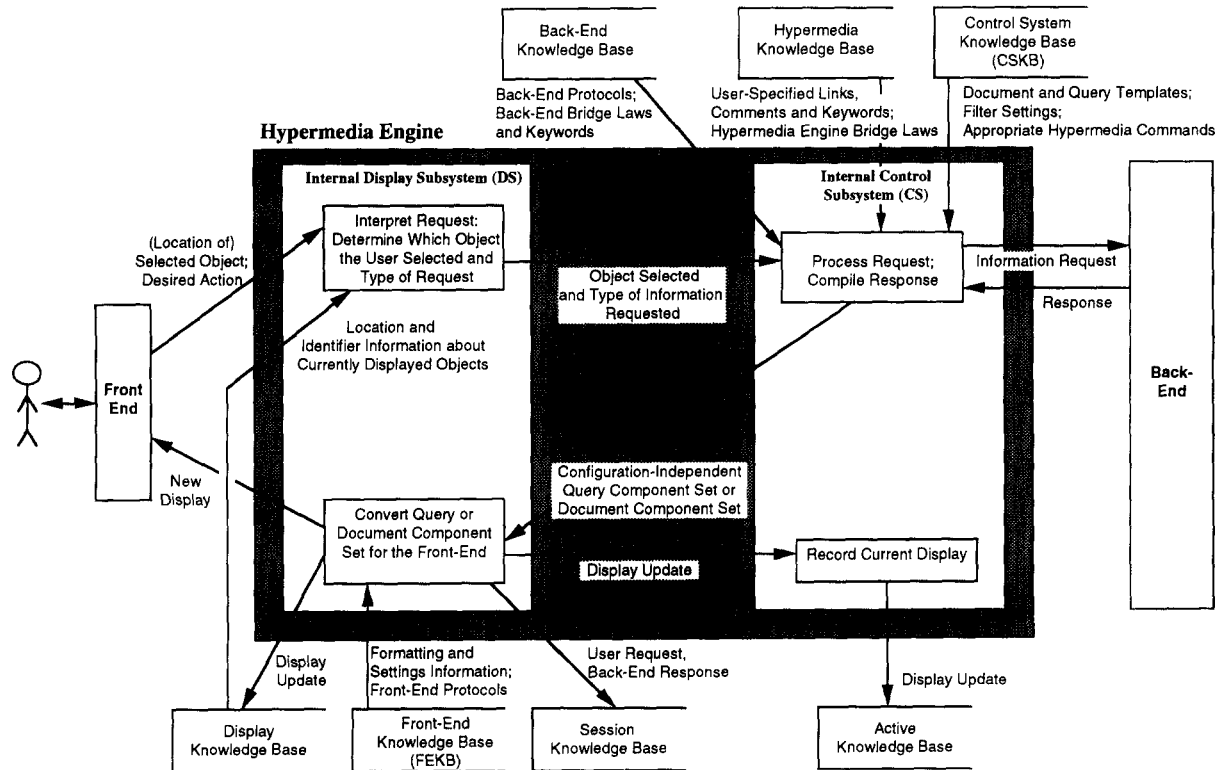 Back-End
Knowledge Base
Hypermedia
Knowledge Base
Control System
Knowledge Base
(CSKB)
Back-End Protocols;
Back-End Bridge Laws
and Keywords
User-Specified Links,
Comments and Keywords;
Hypermedia Engine Bridge Laws
Document and Query Templates;
Filter Settings;
Appropriate Hypermedia Commands
Hypermedia Engine
Internal Display Subsystem (DS)
Internal Control
Subsystem (CS)
Interpret Request:
Determine Which Object
the User Selected and
Type of Request
(Location of)
Selected Object;
Desired Action
Process Request;
Compile Response
Information Request
Response
Object Selected
and Type of Information
Requested
Location and
Identifier Information about
Currently Displayed Objects
Front
End
Back-
End
New
Display
Configuration-Independent
Query Component Set or
Document Component Set
Convert Query or
Document Component
Set for the Front-End
Display Update
Record Current Display
Display
Update
Formatting and
Settings Information;
Front-End Protocols
User Request,
Back-End Response
Display Update
Display
Knowledge Base
Front-End
Knowledge Base
(FEKB)
Session
Knowledge Base
Active
Knowledge Base